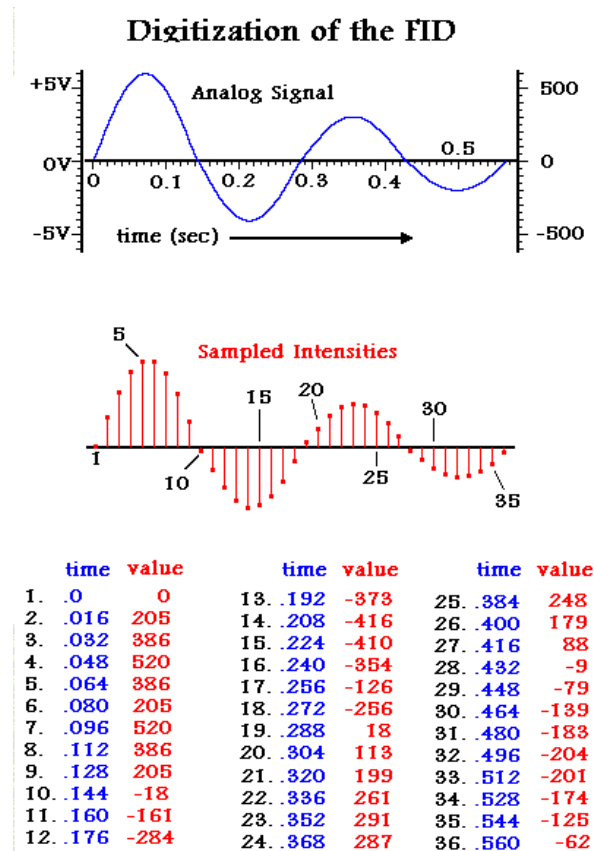 Digitization of the FID
+5V
Analog Signal
500
0V
0.5
0
0 0.1 0.2 0.3 0.4
-5V
time (sec)
-500
5
Sampled Intensities
15
20
30
1
10
25
35
time value time value time value
1. .0 0
2. .016 205
3. .032 386
4. .048 520
5. .064 386
6. .080 205
7. .096 520
8. .112 386
9. .128 205
10. .144 -18
11. .160 -161
12. .176 -284
13. .192 -373
14. .208 -416
15. .224 -410
16. .240 -354
17. .256 -126
18. .272 -256
19. .288 18
20. .304 113
21. .320 199
22. .336 261
23. .352 291
24. .368 287
25. .384 248
26. .400 179
27. .416 88
28. .432 -9
29. .448 -79
30. .464 -139
31. .480 -183
32. .496 -204
33. .512 -201
34. .528 -174
35. .544 -125
36. .560 -62